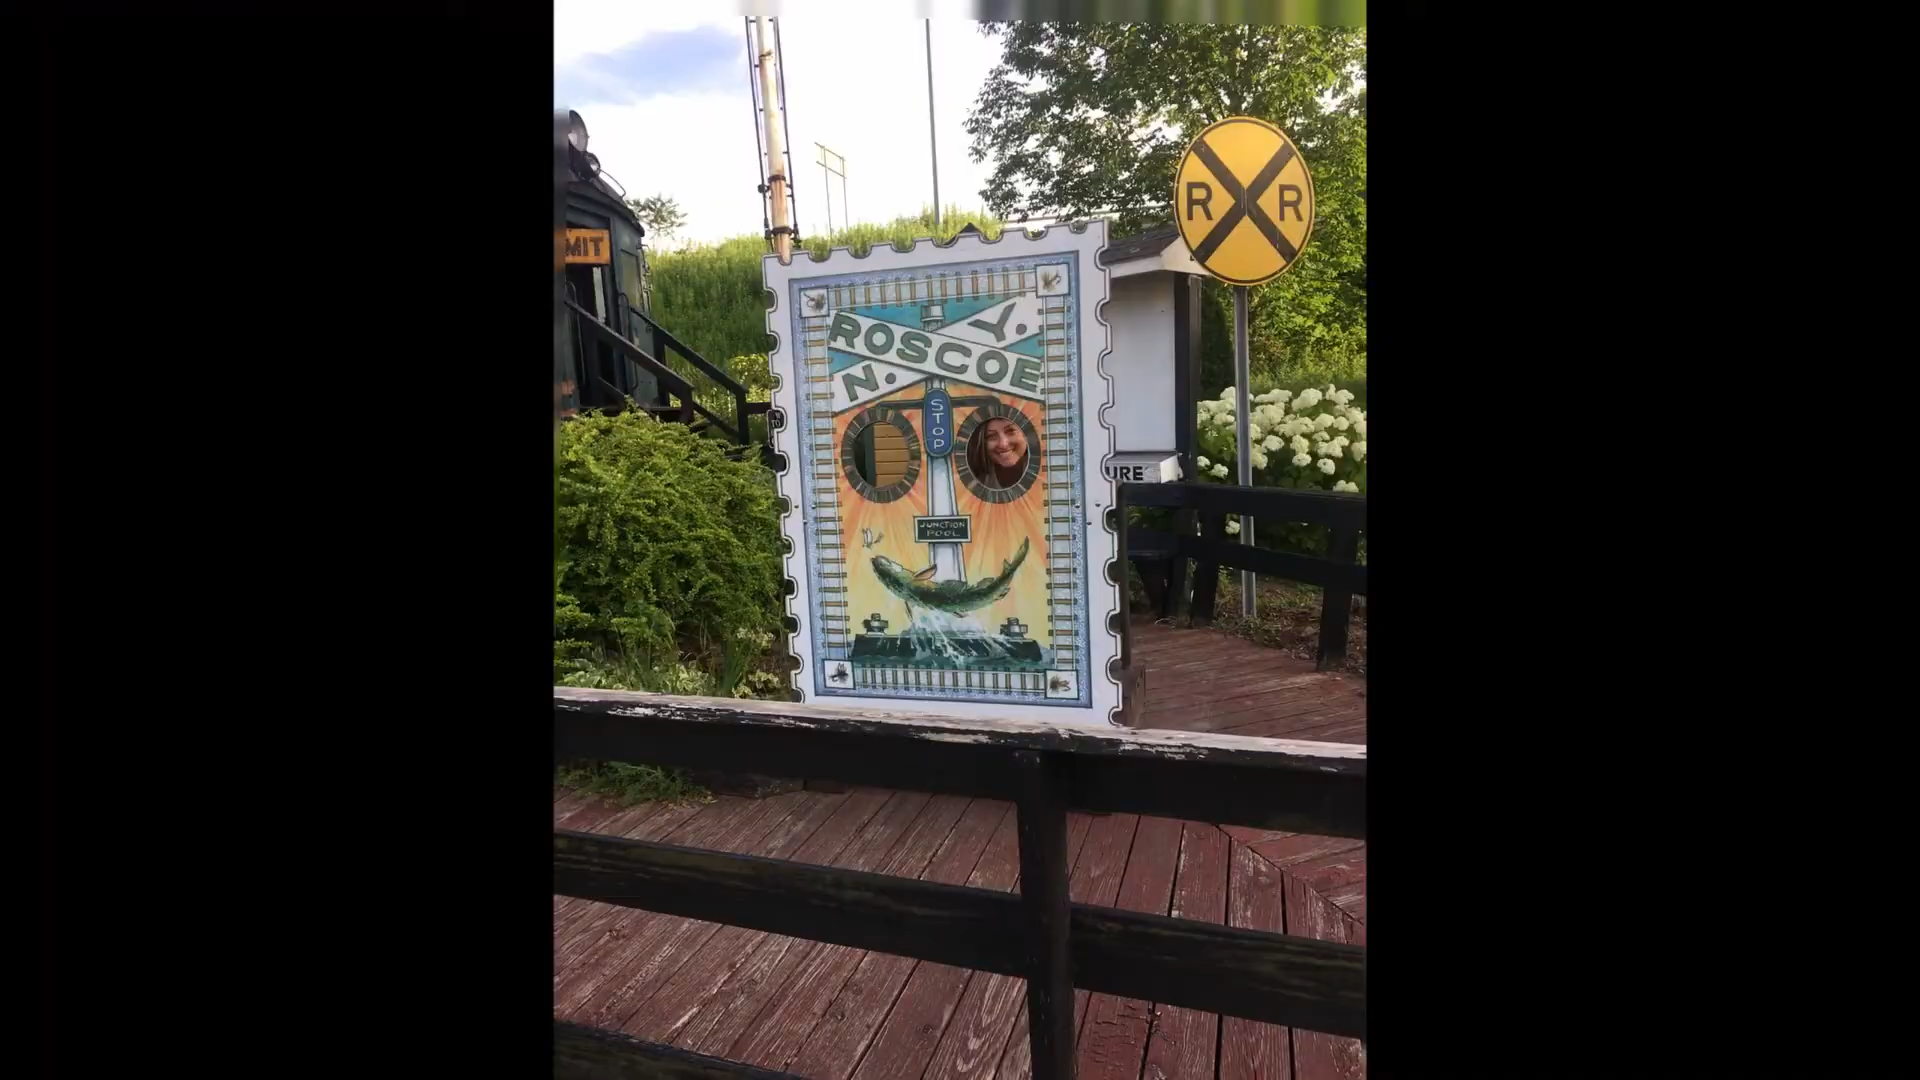 R R
MIT
Y.
ROSCOE
N.
STOP
URE
JUNCTION
POOL